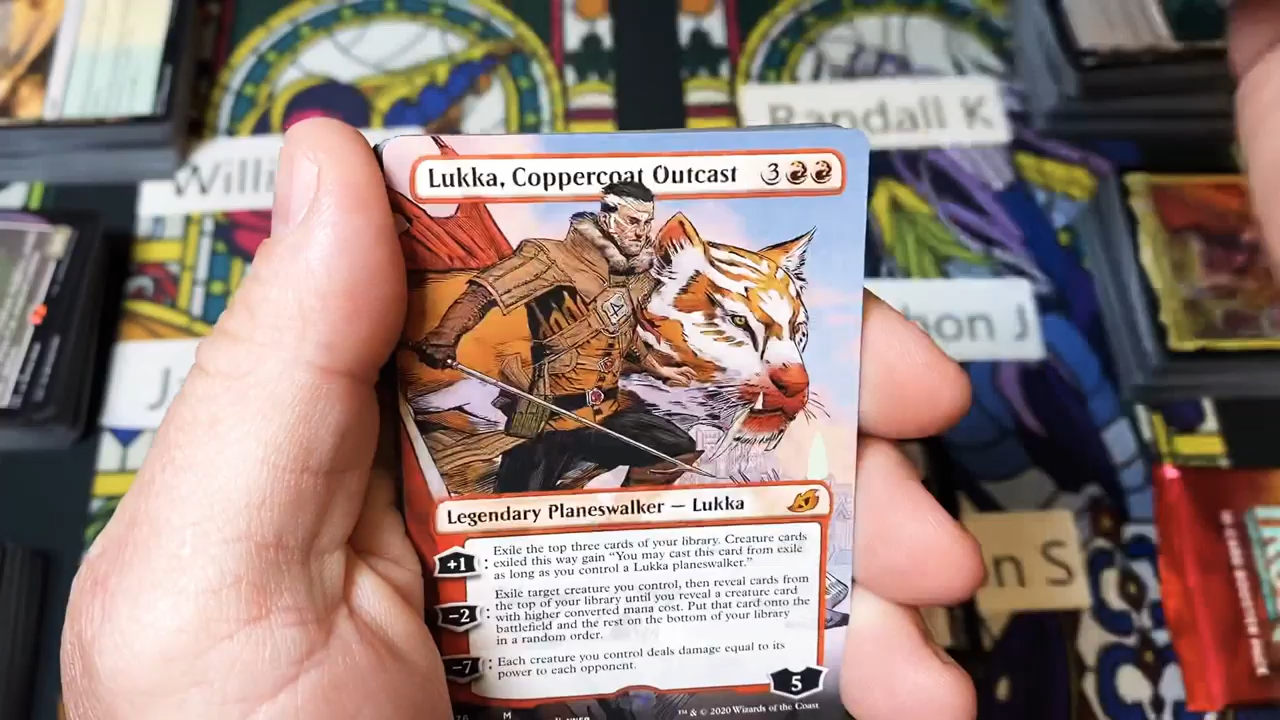 Randall K
Willi
Lukka, Coppercoat Outcast 3
hon J
J
n S
Legendary Planeswalker — Lukka
+1: Exile the top three cards of your library. Creature cards
exiled this way gain "You may cast this card from exile
as long as you control a Lukka planeswalker."
−2: Exile target creature you control, then reveal cards from
the top of your library until you reveal a creature card
with higher converted mana cost. Put that card onto the
battlefield and the rest on the bottom of your library
in a random order.
−7: Each creature you control deals damage equal to its
power to each opponent.
5
M
™ & © 2020 Wizards of the Coast